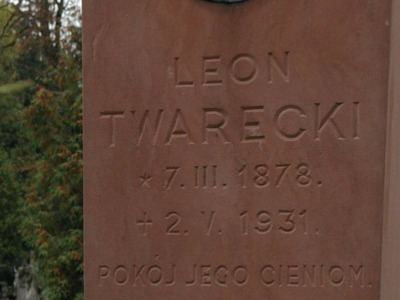 LEON
TWARECKI
* 7. III. 1878.
✝ 2. V. 1931.
POKÓJ JEGO CIENIOM.